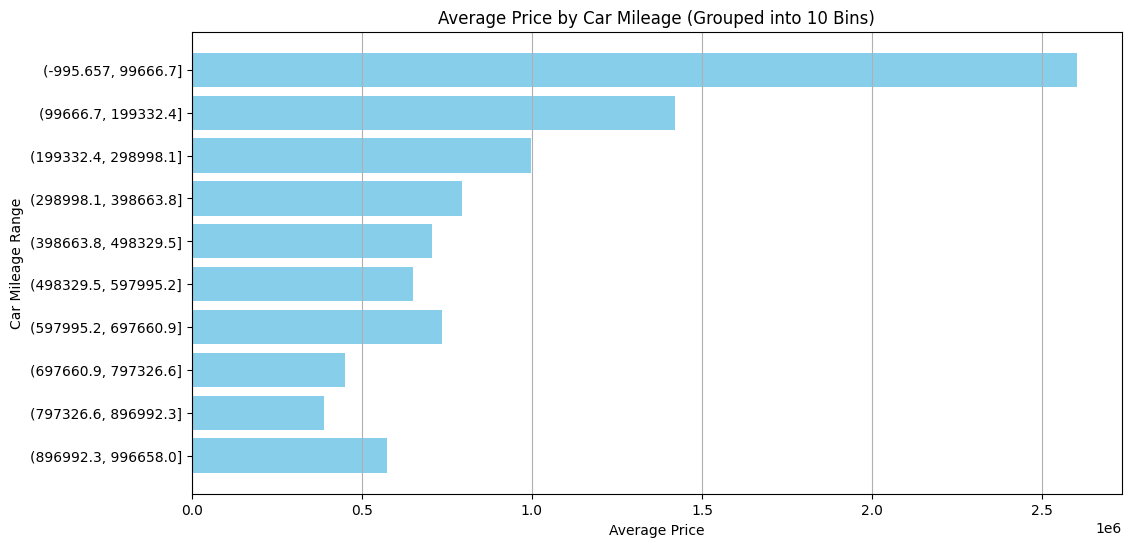 Average Price by Car Mileage (Grouped into 10 Bins)
Car Mileage Range
(-995.657, 99666.7]
(99666.7, 199332.4]
(199332.4, 298998.1]
(298998.1, 398663.8]
(398663.8, 498329.5]
(498329.5, 597995.2]
(597995.2, 697660.9]
(697660.9, 797326.6]
(797326.6, 896992.3]
(896992.3, 996658.0]
0.0 0.5 1.0 1.5 2.0 2.5
1e6
Average Price